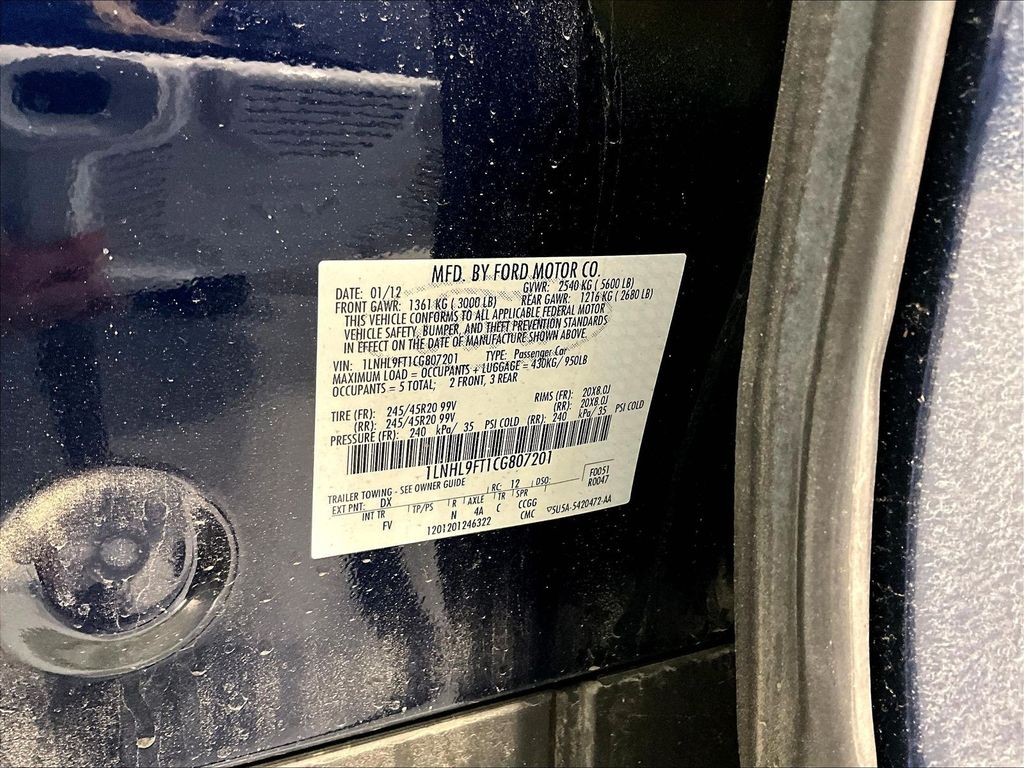 MFD. BY FORD MOTOR CO.
DATE: 01/12 GVWR: 2540 KG ( 5600 LB)
FRONT GAWR: 1361 KG ( 3000 LB) REAR GAWR: 1216 KG ( 2680 LB)
THIS VEHICLE CONFORMS TO ALL APPLICABLE FEDERAL MOTOR
VEHICLE SAFETY, BUMPER, AND THEFT PREVENTION STANDARDS
IN EFFECT ON THE DATE OF MANUFACTURE SHOWN ABOVE.
VIN: 1LNHL9FT1CG807201 TYPE: Passenger Car
MAXIMUM LOAD = OCCUPANTS + LUGGAGE = 430KG/ 950LB
OCCUPANTS = 5 TOTAL; 2 FRONT, 3 REAR
TIRE (FR): 245/45R20 99V RIMS (FR): 20X8.0J
(RR): 245/45R20 99V (RR): 20X8.0J
PRESSURE (FR): 240 kPa/ 35 PSI COLD (RR): 240 kPa/ 35 PSI COLD
1LNHL9FT1CG807201
TRAILER TOWING - SEE OWNER GUIDE RC: 12 DSO: F0051
EXT PNT: DX R0047
INT TR TP/PS R AXLE TR SPR
FV N 4A C CCGG
1201201246322 CMC ▽5U5A-5420472-AA